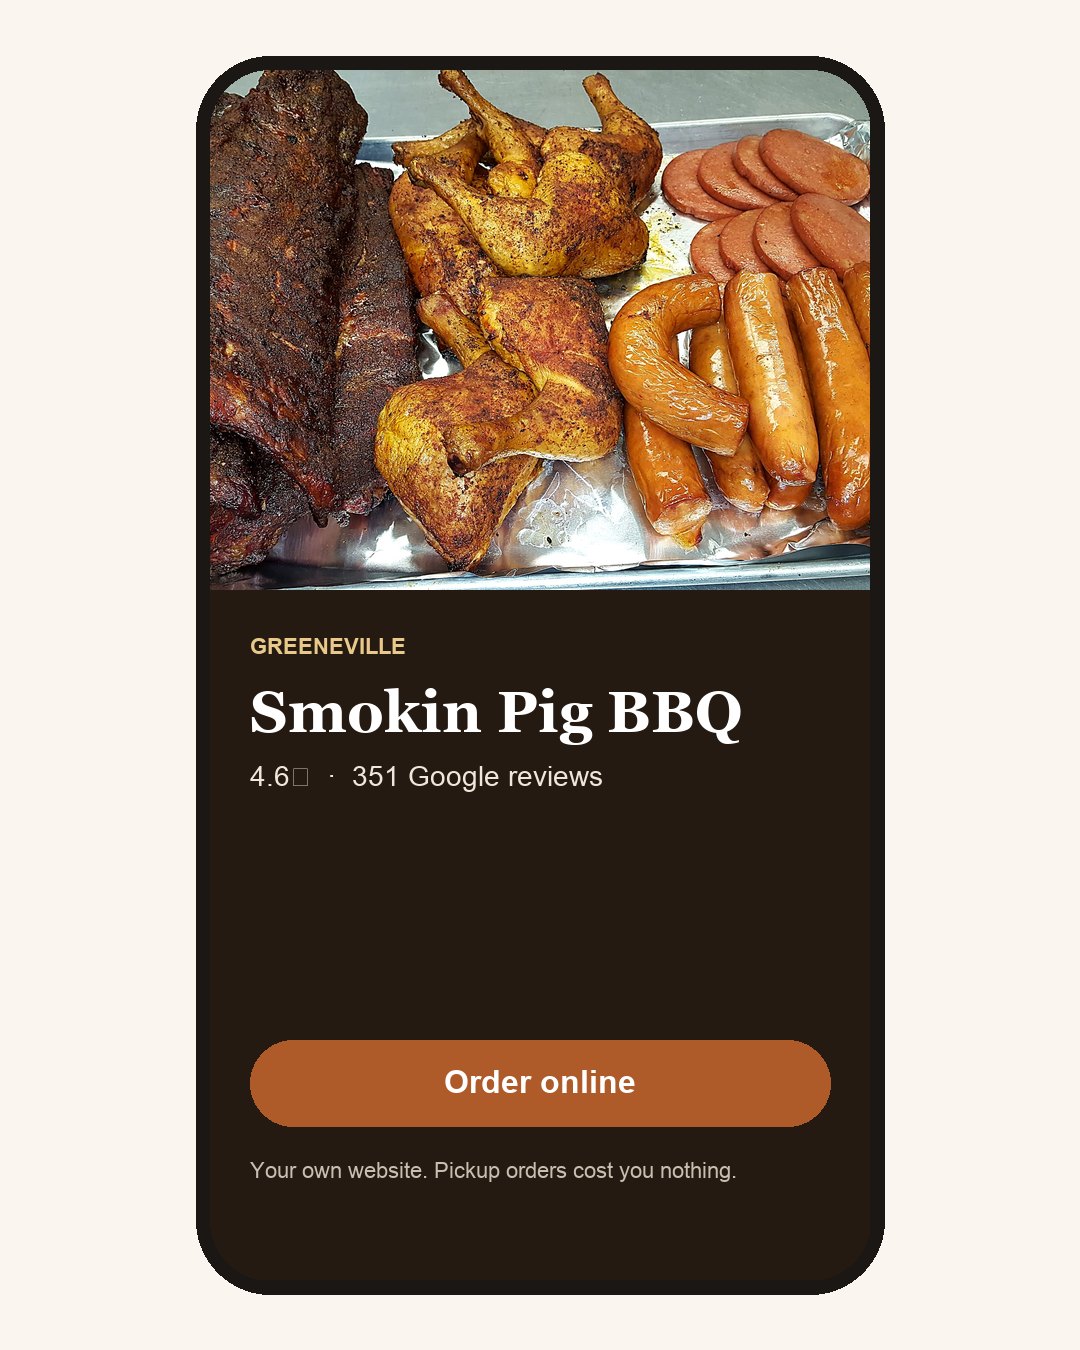 GREENEVILLE
Smokin Pig BBQ
4.6□ · 351 Google reviews
Order online
Your own website. Pickup orders cost you nothing.